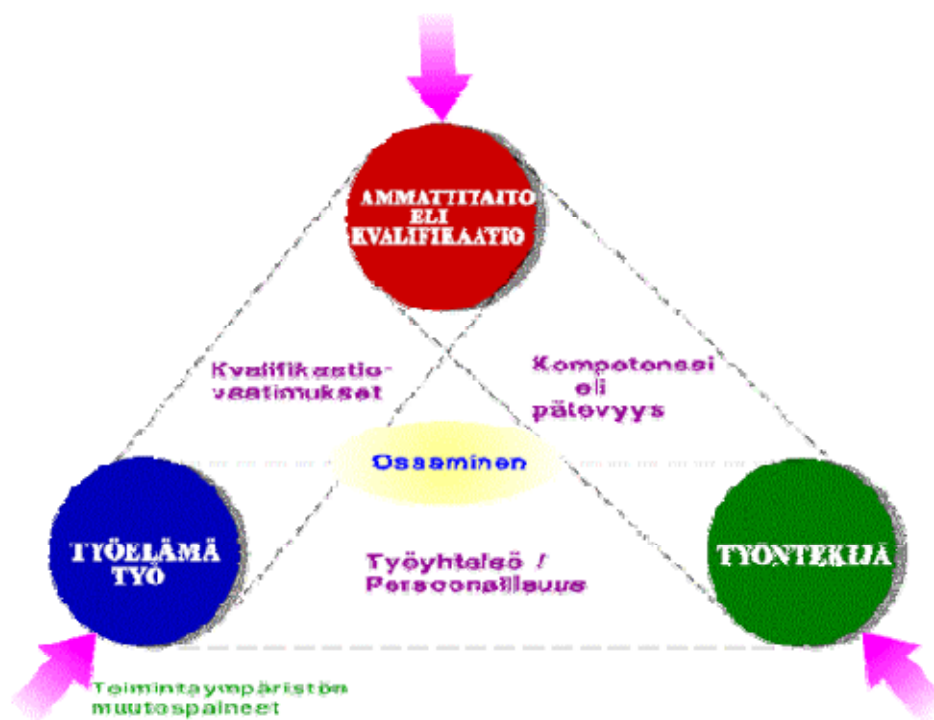 AMMATTITAITO
ELI
KVALIFIKAATIO
Kvalifikaatio-
vaatimukset
Kompetenssi
eli
pätevyys
Osaaminen
TYÖELÄMÄ
TYÖ
Työyhteisö /
Persoonallisuus
TYÖNTEKIJÄ
Toimintaympäristön
muutospaineet